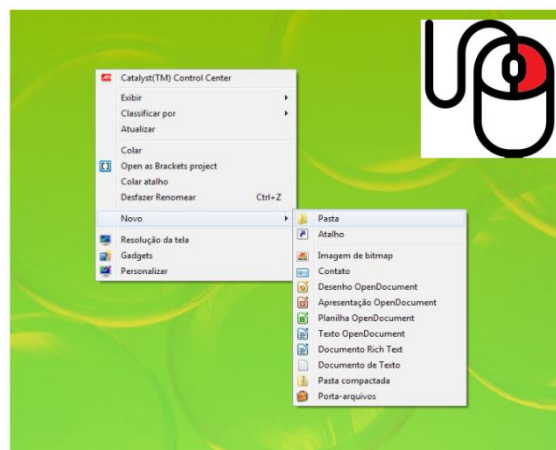 Catalyst(TM) Control Center
Exibir
Classificar por
Atualizar
Colar
Open as Brackets project
Colar atalho
Desfazer Renomear Ctrl+Z
Novo
Resolução da tela
Gadgets
Personalizar
Pasta
Atalho
Imagem de bitmap
Contato
Desenho OpenDocument
Apresentação OpenDocument
Planilha OpenDocument
Texto OpenDocument
Documento Rich Text
Documento de Texto
Pasta compactada
Porta-arquivos